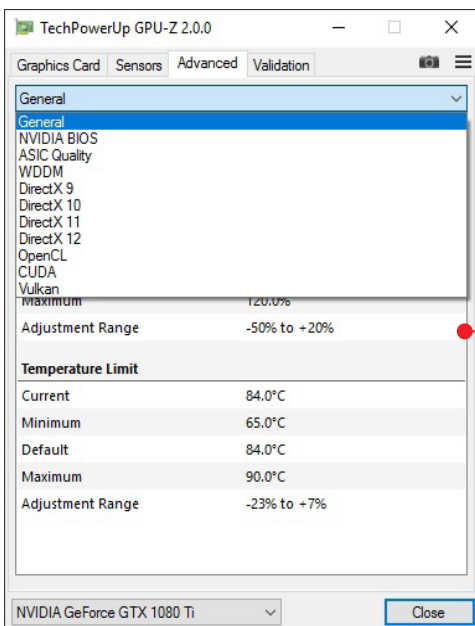 TechPowerUp GPU-Z 2.0.0
Graphics Card Sensors Advanced Validation
General
General
NVIDIA BIOS
ASIC Quality
WDDM
DirectX 9
DirectX 10
DirectX 11
DirectX 12
OpenCL
CUDA
Vulkan
Maximum 120.0%
Adjustment Range -50% to +20%
Temperature Limit
Current 84.0°C
Minimum 65.0°C
Default 84.0°C
Maximum 90.0°C
Adjustment Range -23% to +7%
NVIDIA GeForce GTX 1080 Ti Close